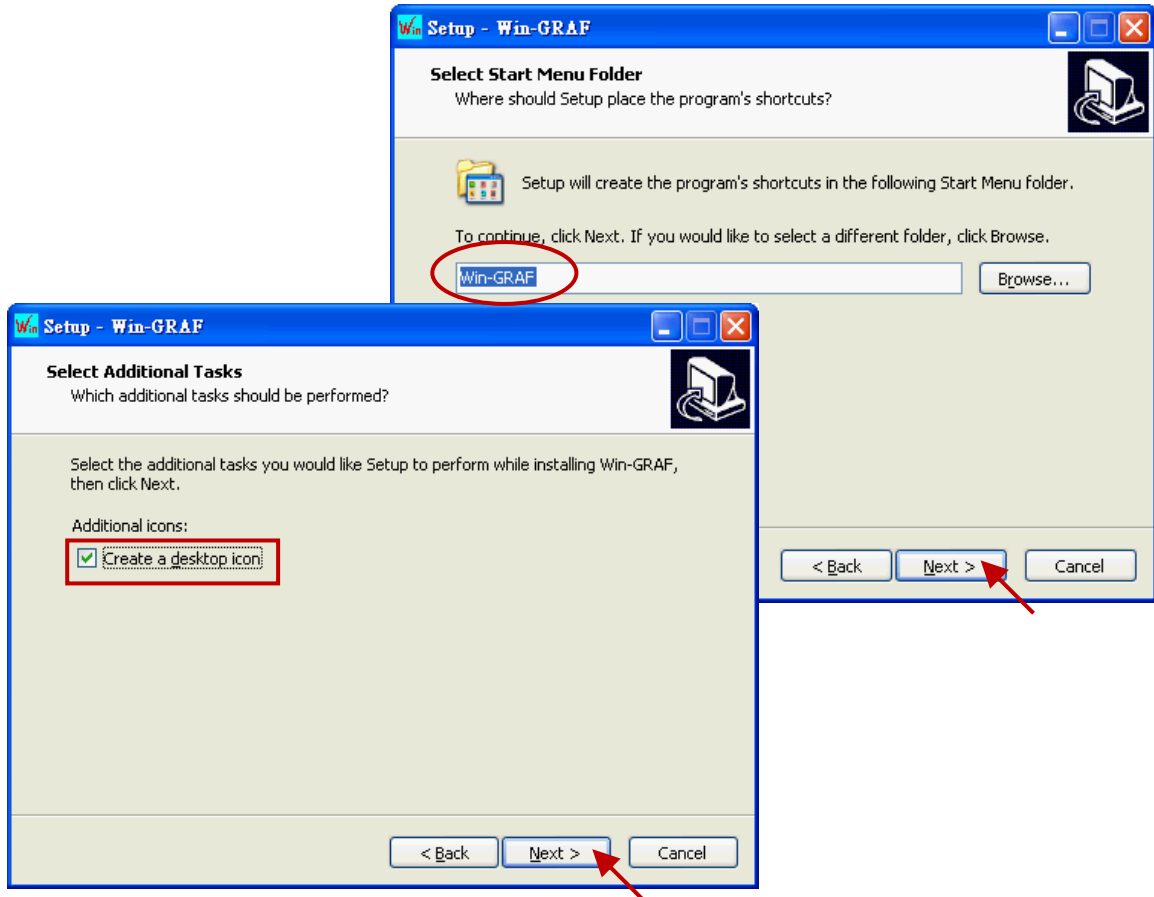 Win Setup - Win-GRAF
Select Start Menu Folder
Where should Setup place the program's shortcuts?
Setup will create the program's shortcuts in the following Start Menu folder.
To continue, click Next. If you would like to select a different folder, click Browse.
Win-GRAF
Browse...
< Back
Next >
Cancel
Win Setup - Win-GRAF
Select Additional Tasks
Which additional tasks should be performed?
Select the additional tasks you would like Setup to perform while installing Win-GRAF,
then click Next.
Additional icons:
Create a desktop icon
< Back
Next >
Cancel